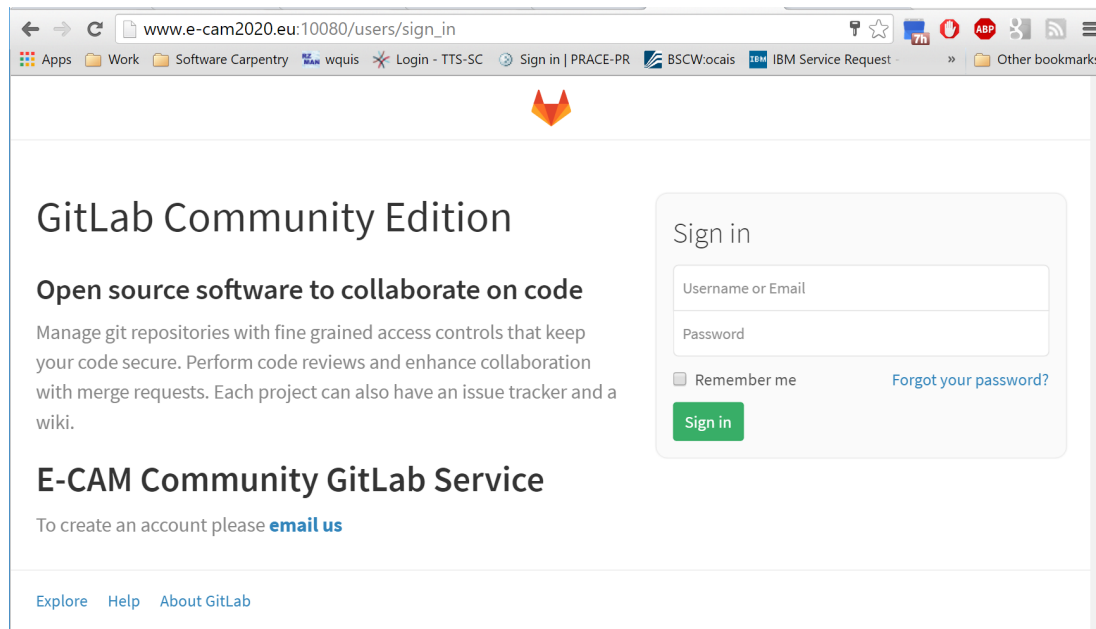 www.e-cam2020.eu:10080/users/sign_in
7h
ABP
Apps Work Software Carpentry wquis Login - TTS-SC Sign in | PRACE-PR BSCW:ocais IBM IBM Service Request - » Other bookmarks
GitLab Community Edition
Open source software to collaborate on code
Manage git repositories with fine grained access controls that keep
your code secure. Perform code reviews and enhance collaboration
with merge requests. Each project can also have an issue tracker and a
wiki.
E-CAM Community GitLab Service
To create an account please email us
Sign in
Username or Email
Password
Remember me Forgot your password?
Sign in
Explore Help About GitLab